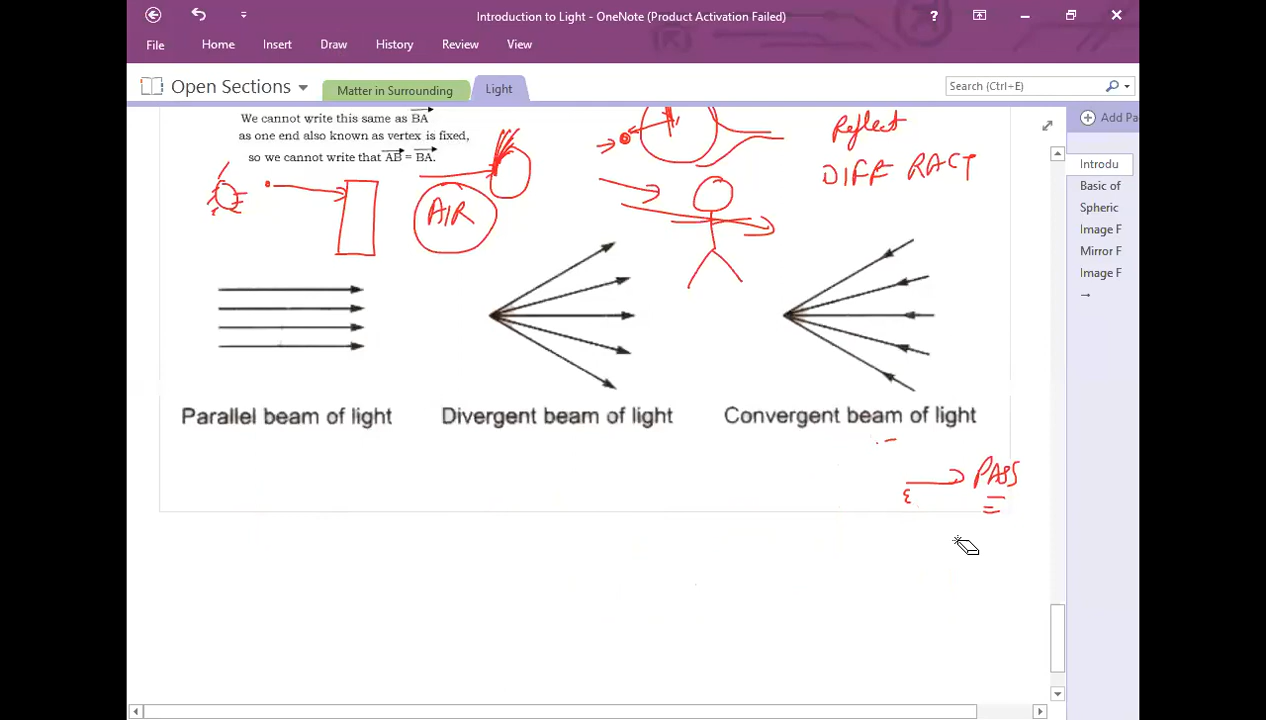 Introduction to Light - OneNote (Product Activation Failed)
?
File Home Insert Draw History Review View
Open Sections
Matter in Surrounding
Light
Search (Ctrl+E)
We cannot write this same as BA
as one end also known as vertex is fixed,
so we cannot write that AB = BA.
Reflect
DIFFRACT
AIR
Parallel beam of light
Divergent beam of light
Convergent beam of light
PASS
Add Pa
Introdu
Basic of
Spheric
Image F
Mirror F
Image F